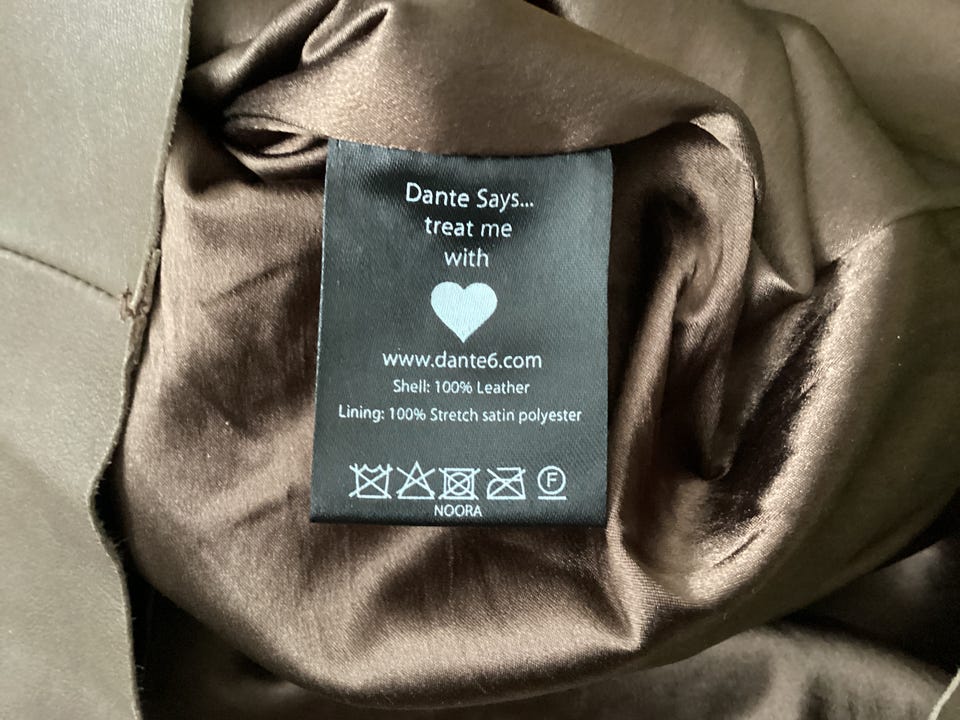 Dante Says...
treat me
with
www.dante6.com
Shell: 100% Leather
Lining: 100% Stretch satin polyester
F
NOORA